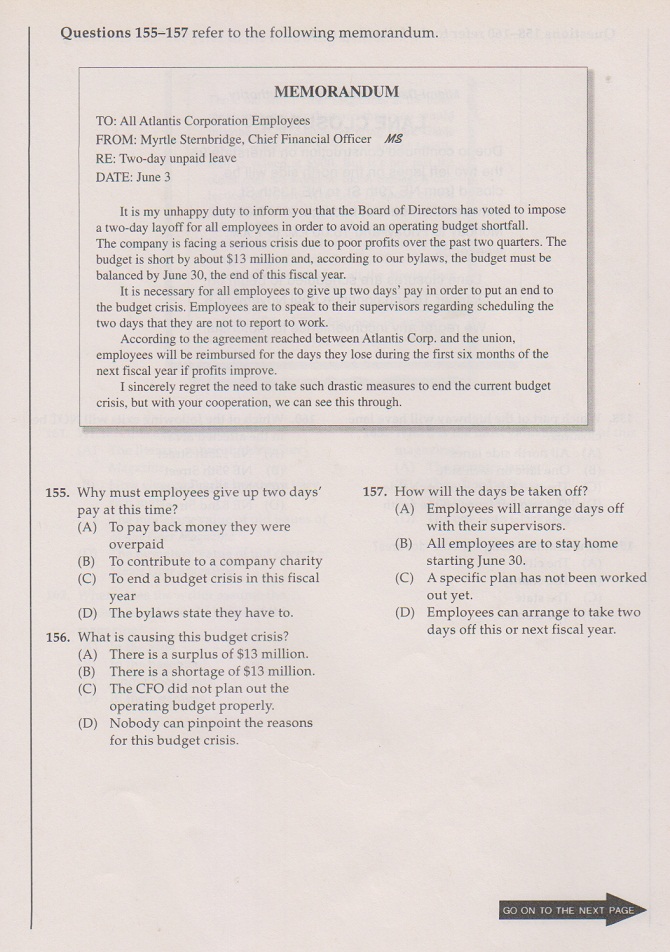 Questions 155–157 refer to the following memorandum.
MEMORANDUM
TO: All Atlantis Corporation Employees
FROM: Myrtle Sternbridge, Chief Financial Officer MS
RE: Two-day unpaid leave
DATE: June 3
It is my unhappy duty to inform you that the Board of Directors has voted to impose
a two-day layoff for all employees in order to avoid an operating budget shortfall.
The company is facing a serious crisis due to poor profits over the past two quarters. The
budget is short by about $13 million and, according to our bylaws, the budget must be
balanced by June 30, the end of this fiscal year.
It is necessary for all employees to give up two days' pay in order to put an end to
the budget crisis. Employees are to speak to their supervisors regarding scheduling the
two days that they are not to report to work.
According to the agreement reached between Atlantis Corp. and the union,
employees will be reimbursed for the days they lose during the first six months of the
next fiscal year if profits improve.
I sincerely regret the need to take such drastic measures to end the current budget
crisis, but with your cooperation, we can see this through.
155. Why must employees give up two days'
pay at this time?
(A) To pay back money they were
overpaid
(B) To contribute to a company charity
(C) To end a budget crisis in this fiscal
year
(D) The bylaws state they have to.
156. What is causing this budget crisis?
(A) There is a surplus of $13 million.
(B) There is a shortage of $13 million.
(C) The CFO did not plan out the
operating budget properly.
(D) Nobody can pinpoint the reasons
for this budget crisis.
157. How will the days be taken off?
(A) Employees will arrange days off
with their supervisors.
(B) All employees are to stay home
starting June 30.
(C) A specific plan has not been worked
out yet.
(D) Employees can arrange to take two
days off this or next fiscal year.
GO ON TO THE NEXT PAGE